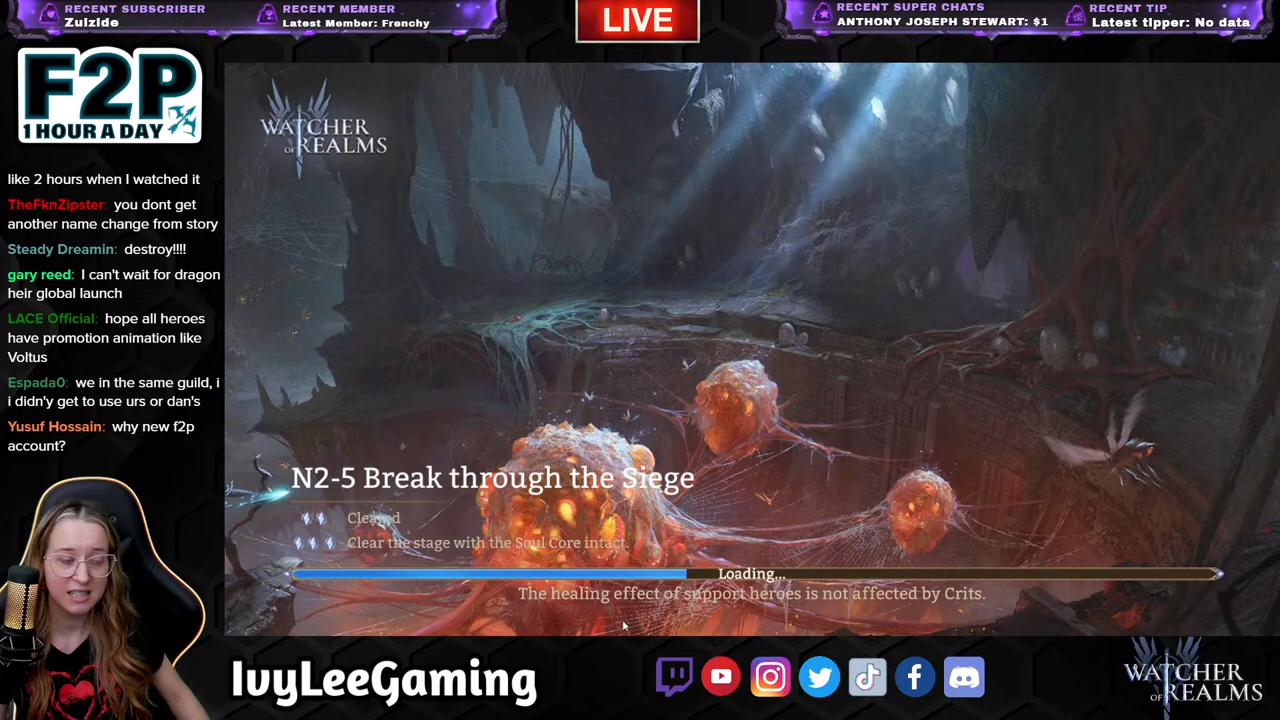 RECENT SUBSCRIBER
Zulzlde
RECENT MEMBER
Latest Member: Frenchy
LIVE
RECENT SUPER CHATS
ANTHONY JOSEPH STEWART: $1
RECENT TIP
Latest tipper: No data
F2P
1 HOUR A DAY
WATCHER
OF REALMS
like 2 hours when I watched it
TheFknZipster: you dont get
another name change from story
Steady Dreamin: destroy!!!!
gary reed: I can't wait for dragon
heir global launch
LACE Official: hope all heroes
have promotion animation like
Voltus
Espada0: we in the same guild, i
i didn'y get to use urs or dan's
Yusuf Hossain: why new f2p
account?
N2-5 Break through the Siege
Cleared
Clear the stage with the Soul Core intact.
Loading...
The healing effect of support heroes is not affected by Crits.
IvyLeeGaming
WATCHER
OF REALMS